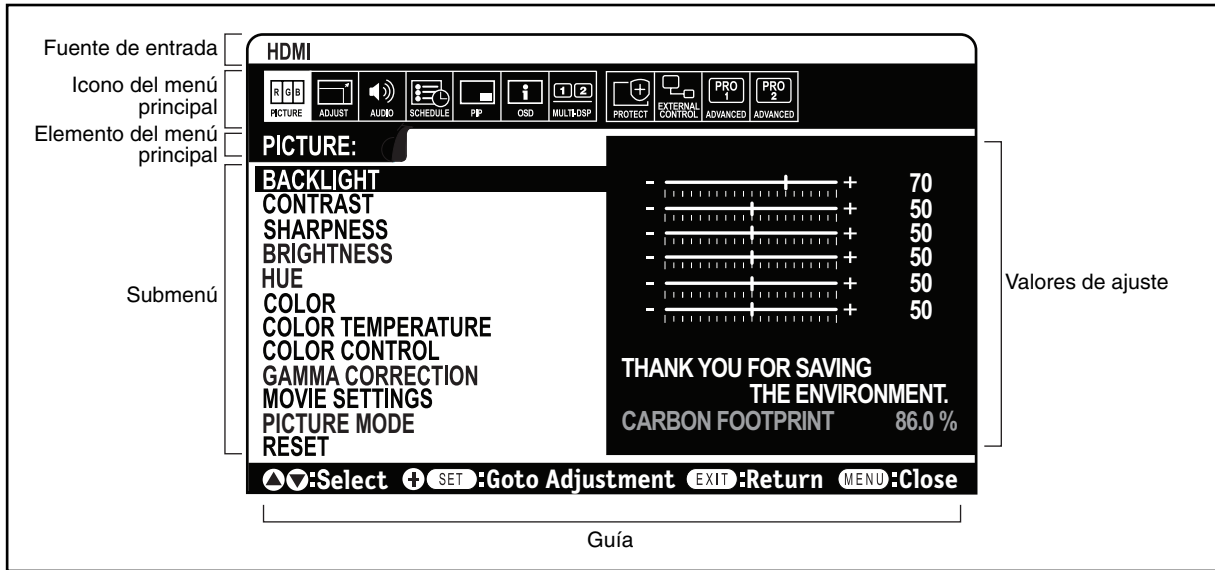 Fuente de entrada
HDMI
Icono del menú
principal
RGB
PICTURE
ADJUST
AUDIO
SCHEDULE
PIP
i
OSD
1 2
MULTI-DSP
PROTECT
EXTERNAL
CONTROL
PRO
1
ADVANCED
PRO
2
ADVANCED
Elemento del menú
principal
PICTURE:
Submenú
BACKLIGHT - + 70
CONTRAST - + 50
SHARPNESS - + 50
BRIGHTNESS - + 50
HUE - + 50
COLOR - + 50
COLOR TEMPERATURE
COLOR CONTROL
GAMMA CORRECTION
MOVIE SETTINGS
PICTURE MODE
RESET
THANK YOU FOR SAVING
THE ENVIRONMENT.
CARBON FOOTPRINT 86.0 %
Valores de ajuste
:Select + SET :Goto Adjustment EXIT :Return MENU :Close
Guía